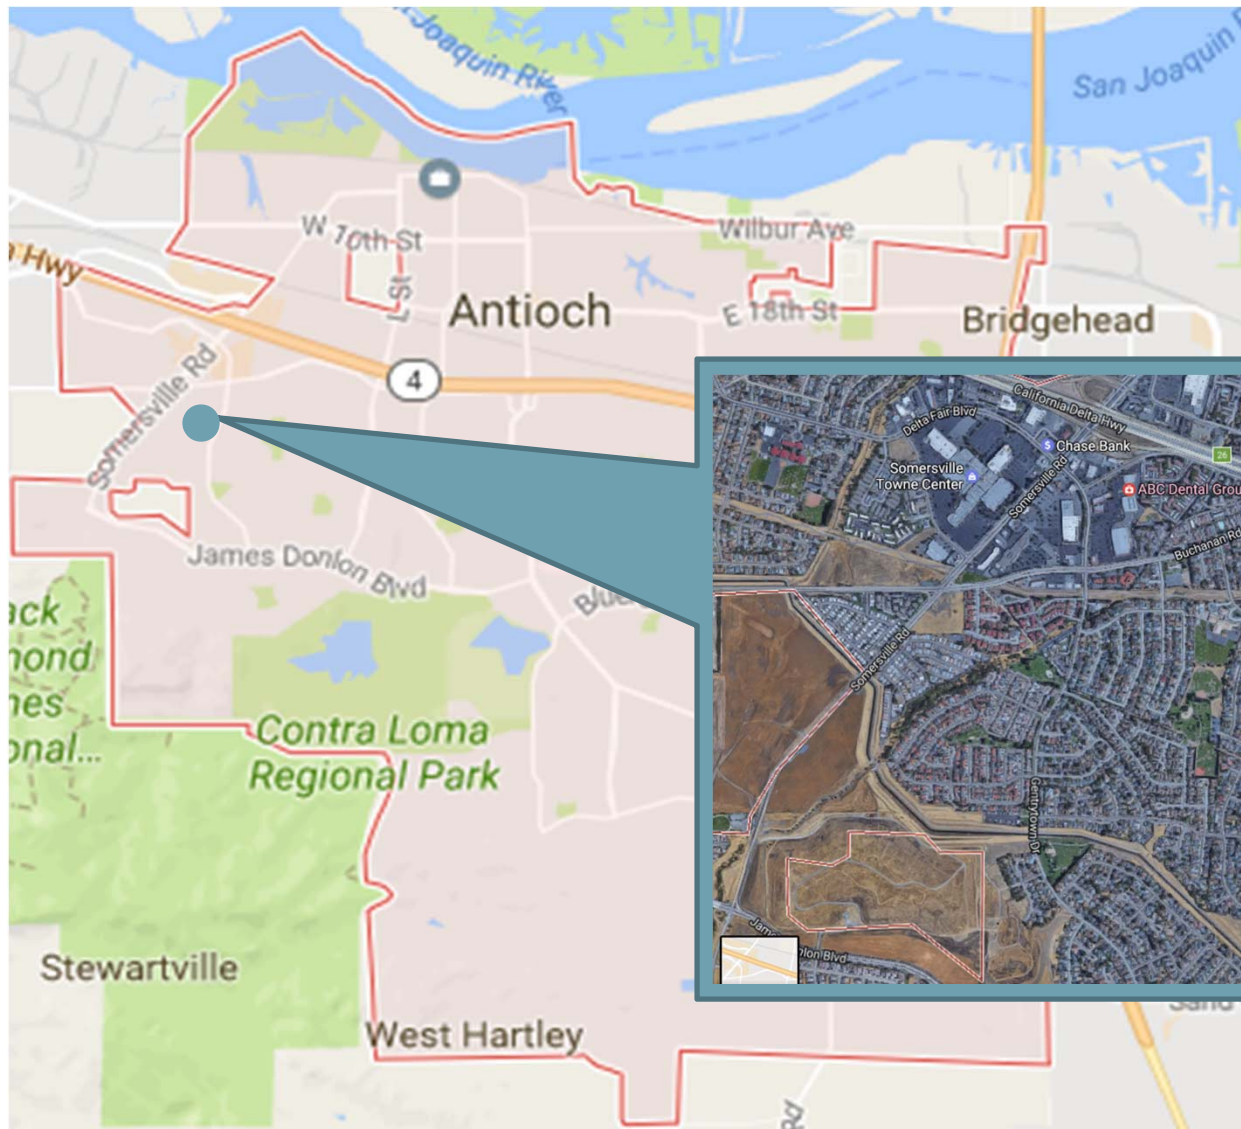 Joaquin River
San Joaquin
Wilbur Ave
W 10th St
Hwy
L St
Antioch
E 18th St
Bridgehead
4
Somersville Rd
James Donlon Blvd
Contra Loma
Regional Park
Stewartville
West Hartley
Rd
California Delta Hwy
Delta Fair Blvd
Chase Bank
26
Somersville
Towne Center
Somersville Rd
ABC Dental Grou
Buchanan Rd
Somersville Rd
Gentrytown Dr